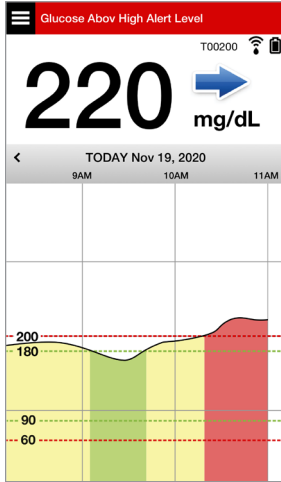 Glucose Abov High Alert Level
T00200
220
mg/dL
TODAY Nov 19, 2020
9AM 10AM 11AM
200
180
90
60